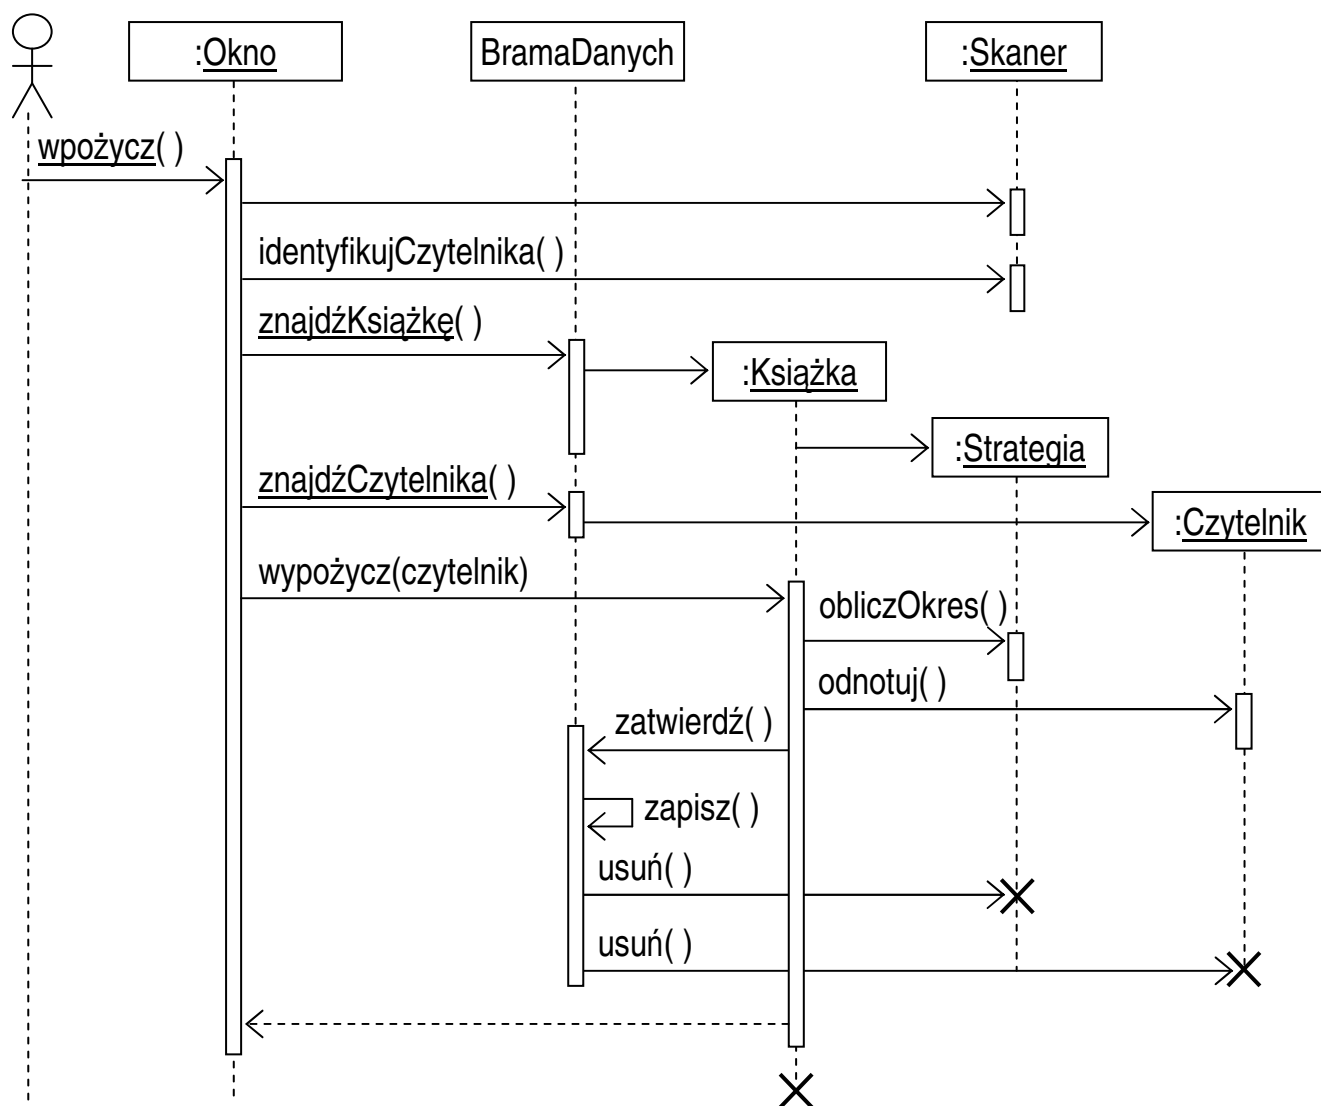 :Okno
BramaDanych
:Skaner
wpożycz( )
identyfikujCzytelnika( )
znajdźKsiążkę( )
:Książka
:Strategia
znajdźCzytelnika( )
:Czytelnik
wypożycz(czytelnik)
obliczOkres( )
odnotuj( )
zatwierdź( )
zapisz( )
usuń( )
usuń( )